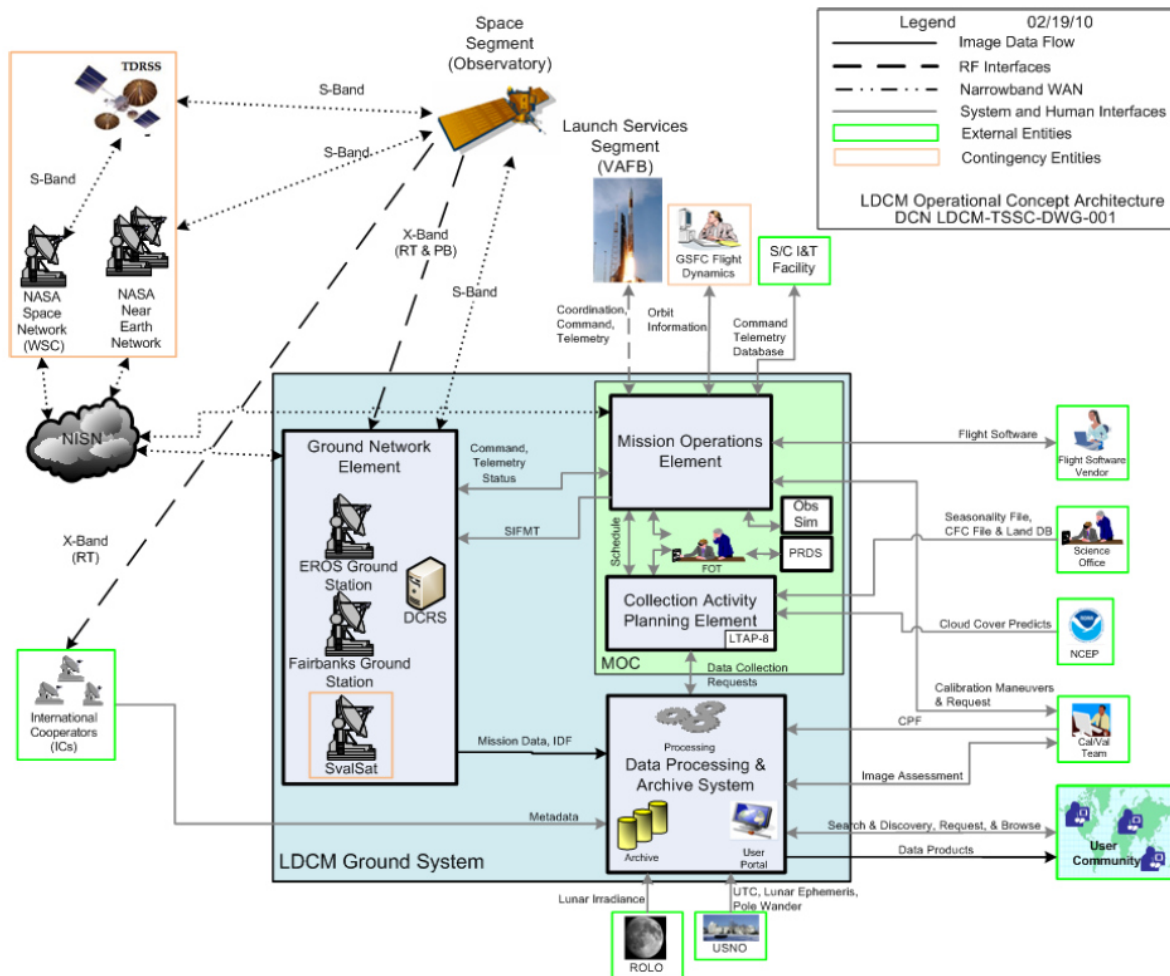 Legend 02/19/10
Image Data Flow
RF Interfaces
Narrowband WAN
System and Human Interfaces
External Entities
Contingency Entities
LDCM Operational Concept Architecture
DCN LDCM-TSSC-DWG-001
Space
Segment
(Observatory)
TDRSS
S-Band
S-Band
S-Band
NASA
Space
Network
(WSC)
NASA
Near
Earth
Network
X-Band
(RT & PB)
S-Band
Launch Services
Segment
(VAFB)
GSFC Flight
Dynamics
S/C I&T
Facility
Coordination,
Command,
Telemetry
Orbit
Information
Command
Telemetry
Database
NISN
X-Band
(RT)
International
Cooperators
(ICs)
Ground Network
Element
EROS Ground
Station
DCRS
Fairbanks Ground
Station
SvalSat
Command,
Telemetry
Status
SIFMT
Mission Operations
Element
Obs
Sim
PRDS
FOT
Schedule
Collection Activity
Planning Element
LTAP-8
MOC
Data Collection
Requests
Processing
Data Processing &
Archive System
Archive
User
Portal
Mission Data, IDF
Metadata
LDCM Ground System
Flight Software
Flight Software
Vendor
Seasonality File,
CFC File & Land DB
Science
Office
Cloud Cover Predicts
NCEP
Calibration Maneuvers
& Request
CPF
Cal/Val
Team
Image Assessment
Search & Discovery, Request, & Browse
Data Products
User
Community
Lunar Irradiance
UTC, Lunar Ephemeris,
Pole Wander
ROLO
USNO